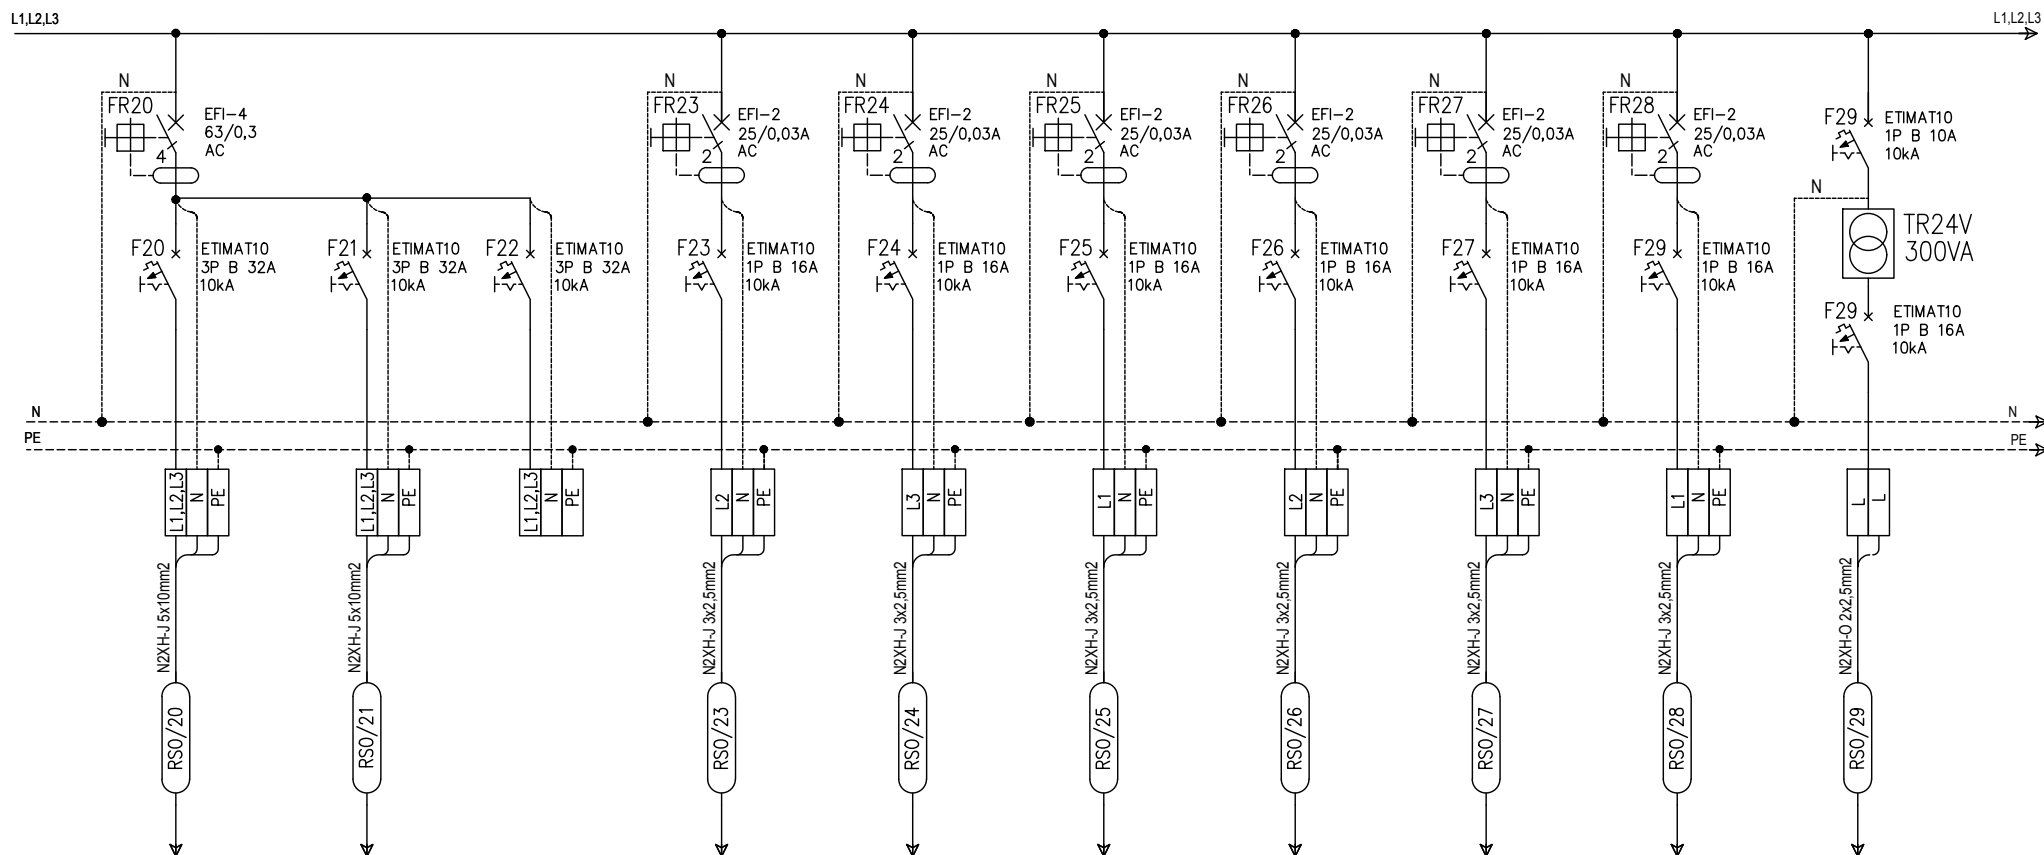 L1,L2,L3
L1,L2,L3
N
FR20
EFI-4
63/0,3
AC
4
N
FR23
EFI-2
25/0,03A
AC
2
N
FR24
EFI-2
25/0,03A
AC
2
N
FR25
EFI-2
25/0,03A
AC
2
N
FR26
EFI-2
25/0,03A
AC
2
N
FR27
EFI-2
25/0,03A
AC
2
N
FR28
EFI-2
25/0,03A
AC
2
F29
ETIMAT10
1P B 10A
10kA
N
TR24V
300VA
F20
ETIMAT10
3P B 32A
10kA
F21
ETIMAT10
3P B 32A
10kA
F22
ETIMAT10
3P B 32A
10kA
F23
ETIMAT10
1P B 16A
10kA
F24
ETIMAT10
1P B 16A
10kA
F25
ETIMAT10
1P B 16A
10kA
F26
ETIMAT10
1P B 16A
10kA
F27
ETIMAT10
1P B 16A
10kA
F29
ETIMAT10
1P B 16A
10kA
F29
ETIMAT10
1P B 16A
10kA
N
N
PE
PE
L1,L2,L3
N
PE
L1,L2,L3
N
PE
L1,L2,L3
N
PE
L2
N
PE
L3
N
PE
L1
N
PE
L2
N
PE
L3
N
PE
L1
N
PE
L
L
N2XH-J 5x10mm2
N2XH-J 5x10mm2
N2XH-J 3x2,5mm2
N2XH-J 3x2,5mm2
N2XH-J 3x2,5mm2
N2XH-J 3x2,5mm2
N2XH-J 3x2,5mm2
N2XH-J 3x2,5mm2
N2XH-O 2x2,5mm2
RSO/20
RSO/21
RSO/23
RSO/24
RSO/25
RSO/26
RSO/27
RSO/28
RSO/29